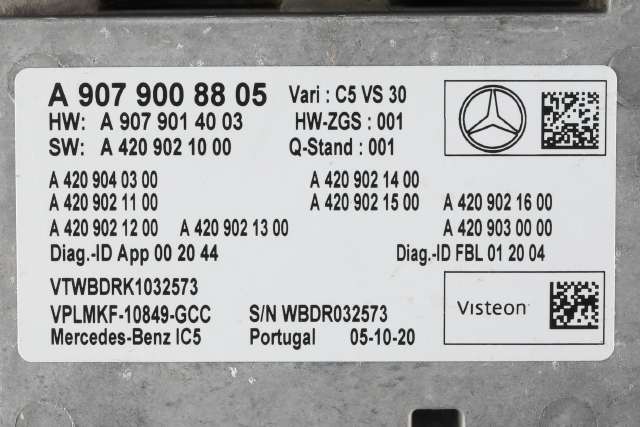 A 907 900 88 05 Vari : C5 VS 30
HW: A 907 901 40 03 HW-ZGS : 001
SW: A 420 902 10 00 Q-Stand : 001
A 420 904 03 00 A 420 902 14 00
A 420 902 11 00 A 420 902 15 00 A 420 902 16 00
A 420 902 12 00 A 420 902 13 00 A 420 903 00 00
Diag.-ID App 00 20 44 Diag.-ID FBL 01 20 04
VTWBDRK1032573
VPLMKF-10849-GCC S/N WBDR032573
Mercedes-Benz IC5 Portugal 05-10-20
Visteon